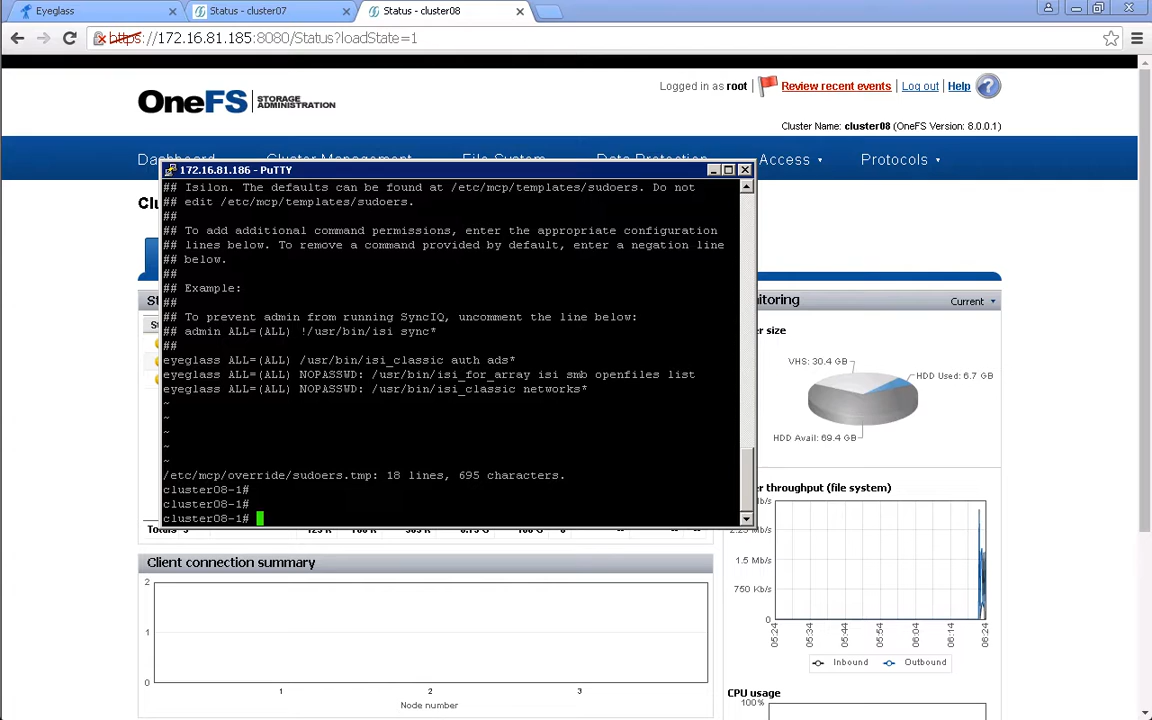 Eyeglass
Status - cluster07
Status - cluster08
https://172.16.81.185:8080/Status?loadState=1
OneFS STORAGE ADMINISTRATION
Logged in as root
Review recent events
Log out
Help
Cluster Name: cluster08 (OneFS Version: 8.0.0.1)
Dashboard
Cluster Management
File System
Data Protection
Access
Protocols
172.16.81.186 - PuTTY
## Isilon. The defaults can be found at /etc/mcp/templates/sudoers. Do not
## edit /etc/mcp/templates/sudoers.
##
## To add additional command permissions, enter the appropriate configuration
## lines below. To remove a command provided by default, enter a negation line
## below.
##
## Example:
##
## To prevent admin from running SyncIQ, uncomment the line below:
## admin ALL=(ALL) !/usr/bin/isi sync*
##
eyeglass ALL=(ALL) /usr/bin/isi_classic auth ads*
eyeglass ALL=(ALL) NOPASSWD: /usr/bin/isi_for_array isi smb openfiles list
eyeglass ALL=(ALL) NOPASSWD: /usr/bin/isi_classic networks*
~
~
~
~
~
/etc/mcp/override/sudoers.tmp: 18 lines, 695 characters.
cluster08-1#
cluster08-1#
cluster08-1#
Current
VHS: 30.4 GB
HDD Used: 6.7 GB
HDD Avail: 69.4 GB
throughput (file system)
1.5 Mb/s
750 Kb/s
0
05:24
05:34
05:44
05:54
06:04
06:14
06:24
Inbound
Outbound
CPU usage
100%
Client connection summary
2
1
0
1
2
3
Node number